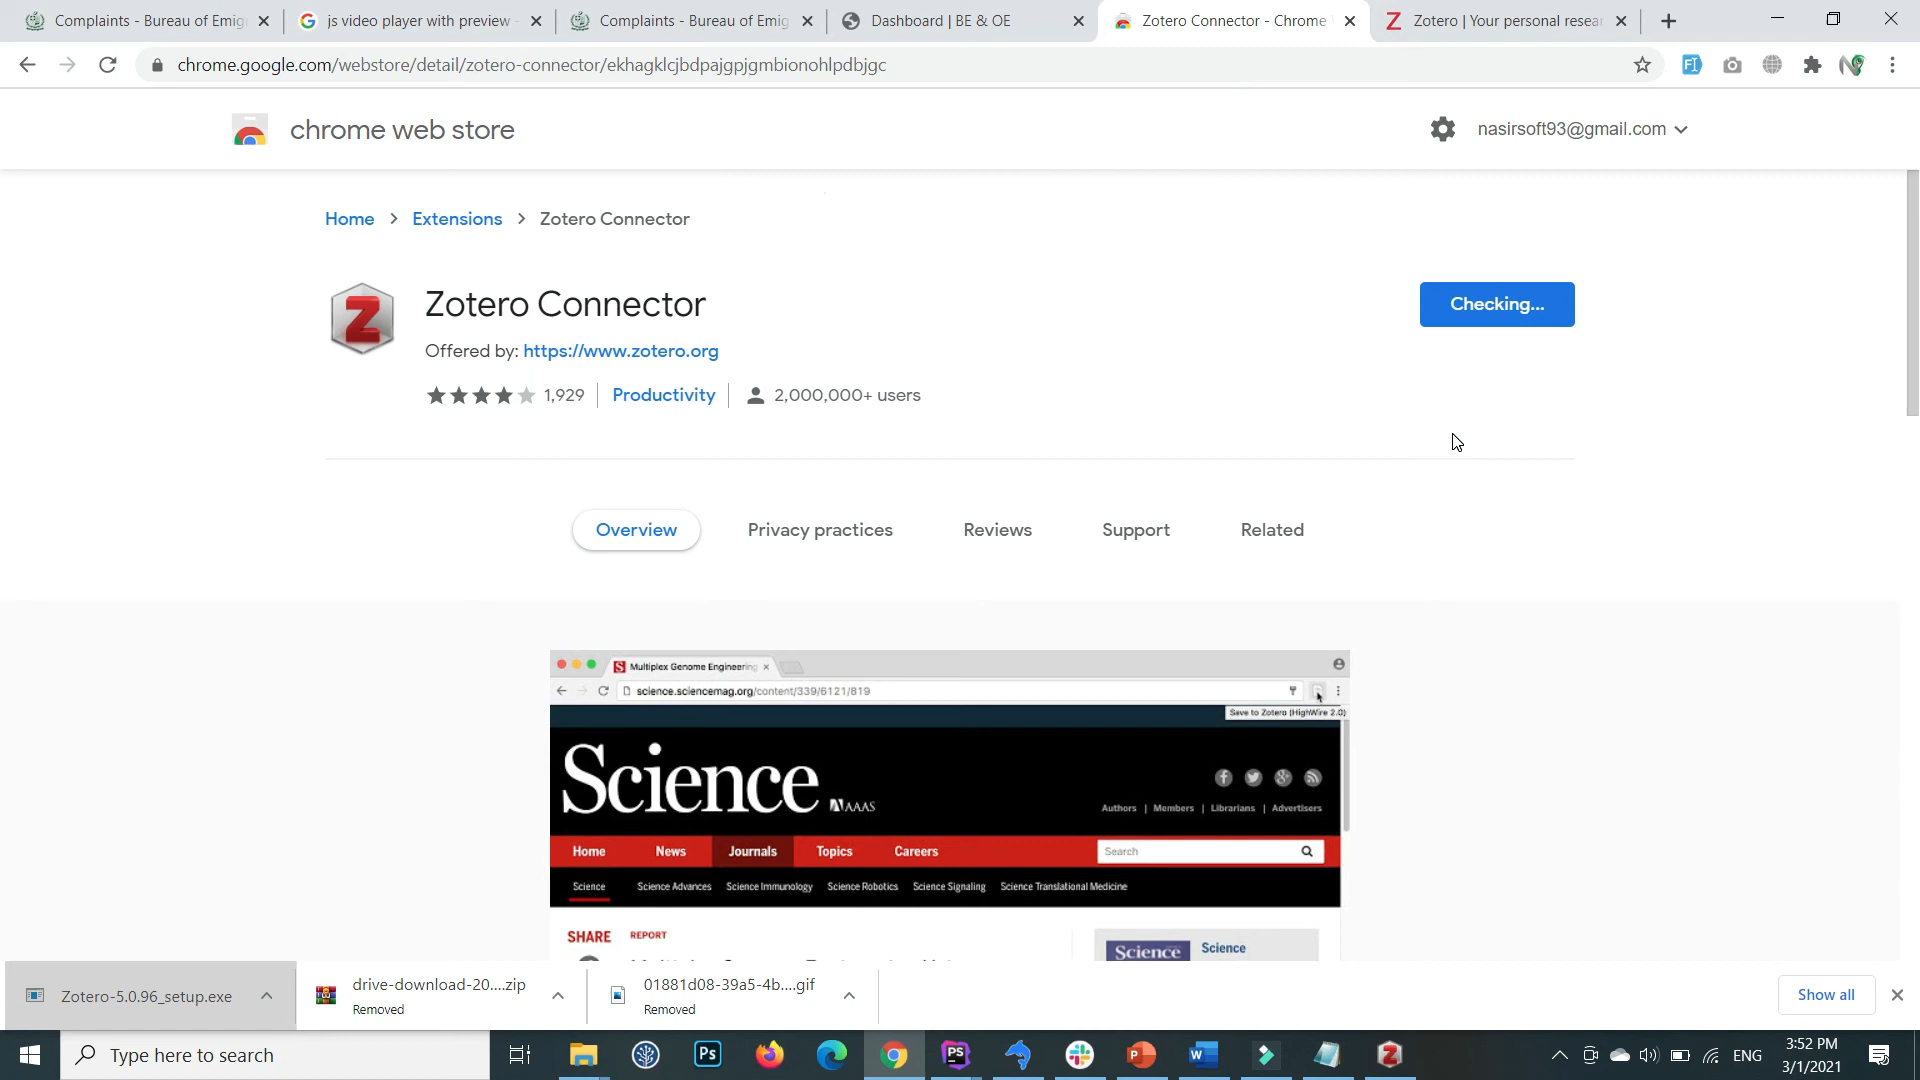 Complaints - Bureau of Emig
js video player with preview -
Complaints - Bureau of Emig
Dashboard | BE & OE
Zotero Connector - Chrome
Zotero | Your personal resear
chrome.google.com/webstore/detail/zotero-connector/ekhagklcjbdpajgpjgmbionohlpdbjgc
chrome web store
nasirsoft93@gmail.com
Home > Extensions > Zotero Connector
Zotero Connector
Checking...
Offered by: https://www.zotero.org
1,929
Productivity
2,000,000+ users
Overview
Privacy practices
Reviews
Support
Related
Multiplex Genome Engineering
science.sciencemag.org/content/339/6121/819
Save to Zotero (HighWire 2.0)
Science
AAAS
Authors | Members | Librarians | Advertisers
Home
News
Journals
Topics
Careers
Search
Science
Science Advances
Science Immunology
Science Robotics
Science Signaling
Science Translational Medicine
SHARE
REPORT
Science
Science
Zotero-5.0.96_setup.exe
drive-download-20....zip
Removed
01881d08-39a5-4b....gif
Removed
Show all
Type here to search
ENG
3:52 PM
3/1/2021